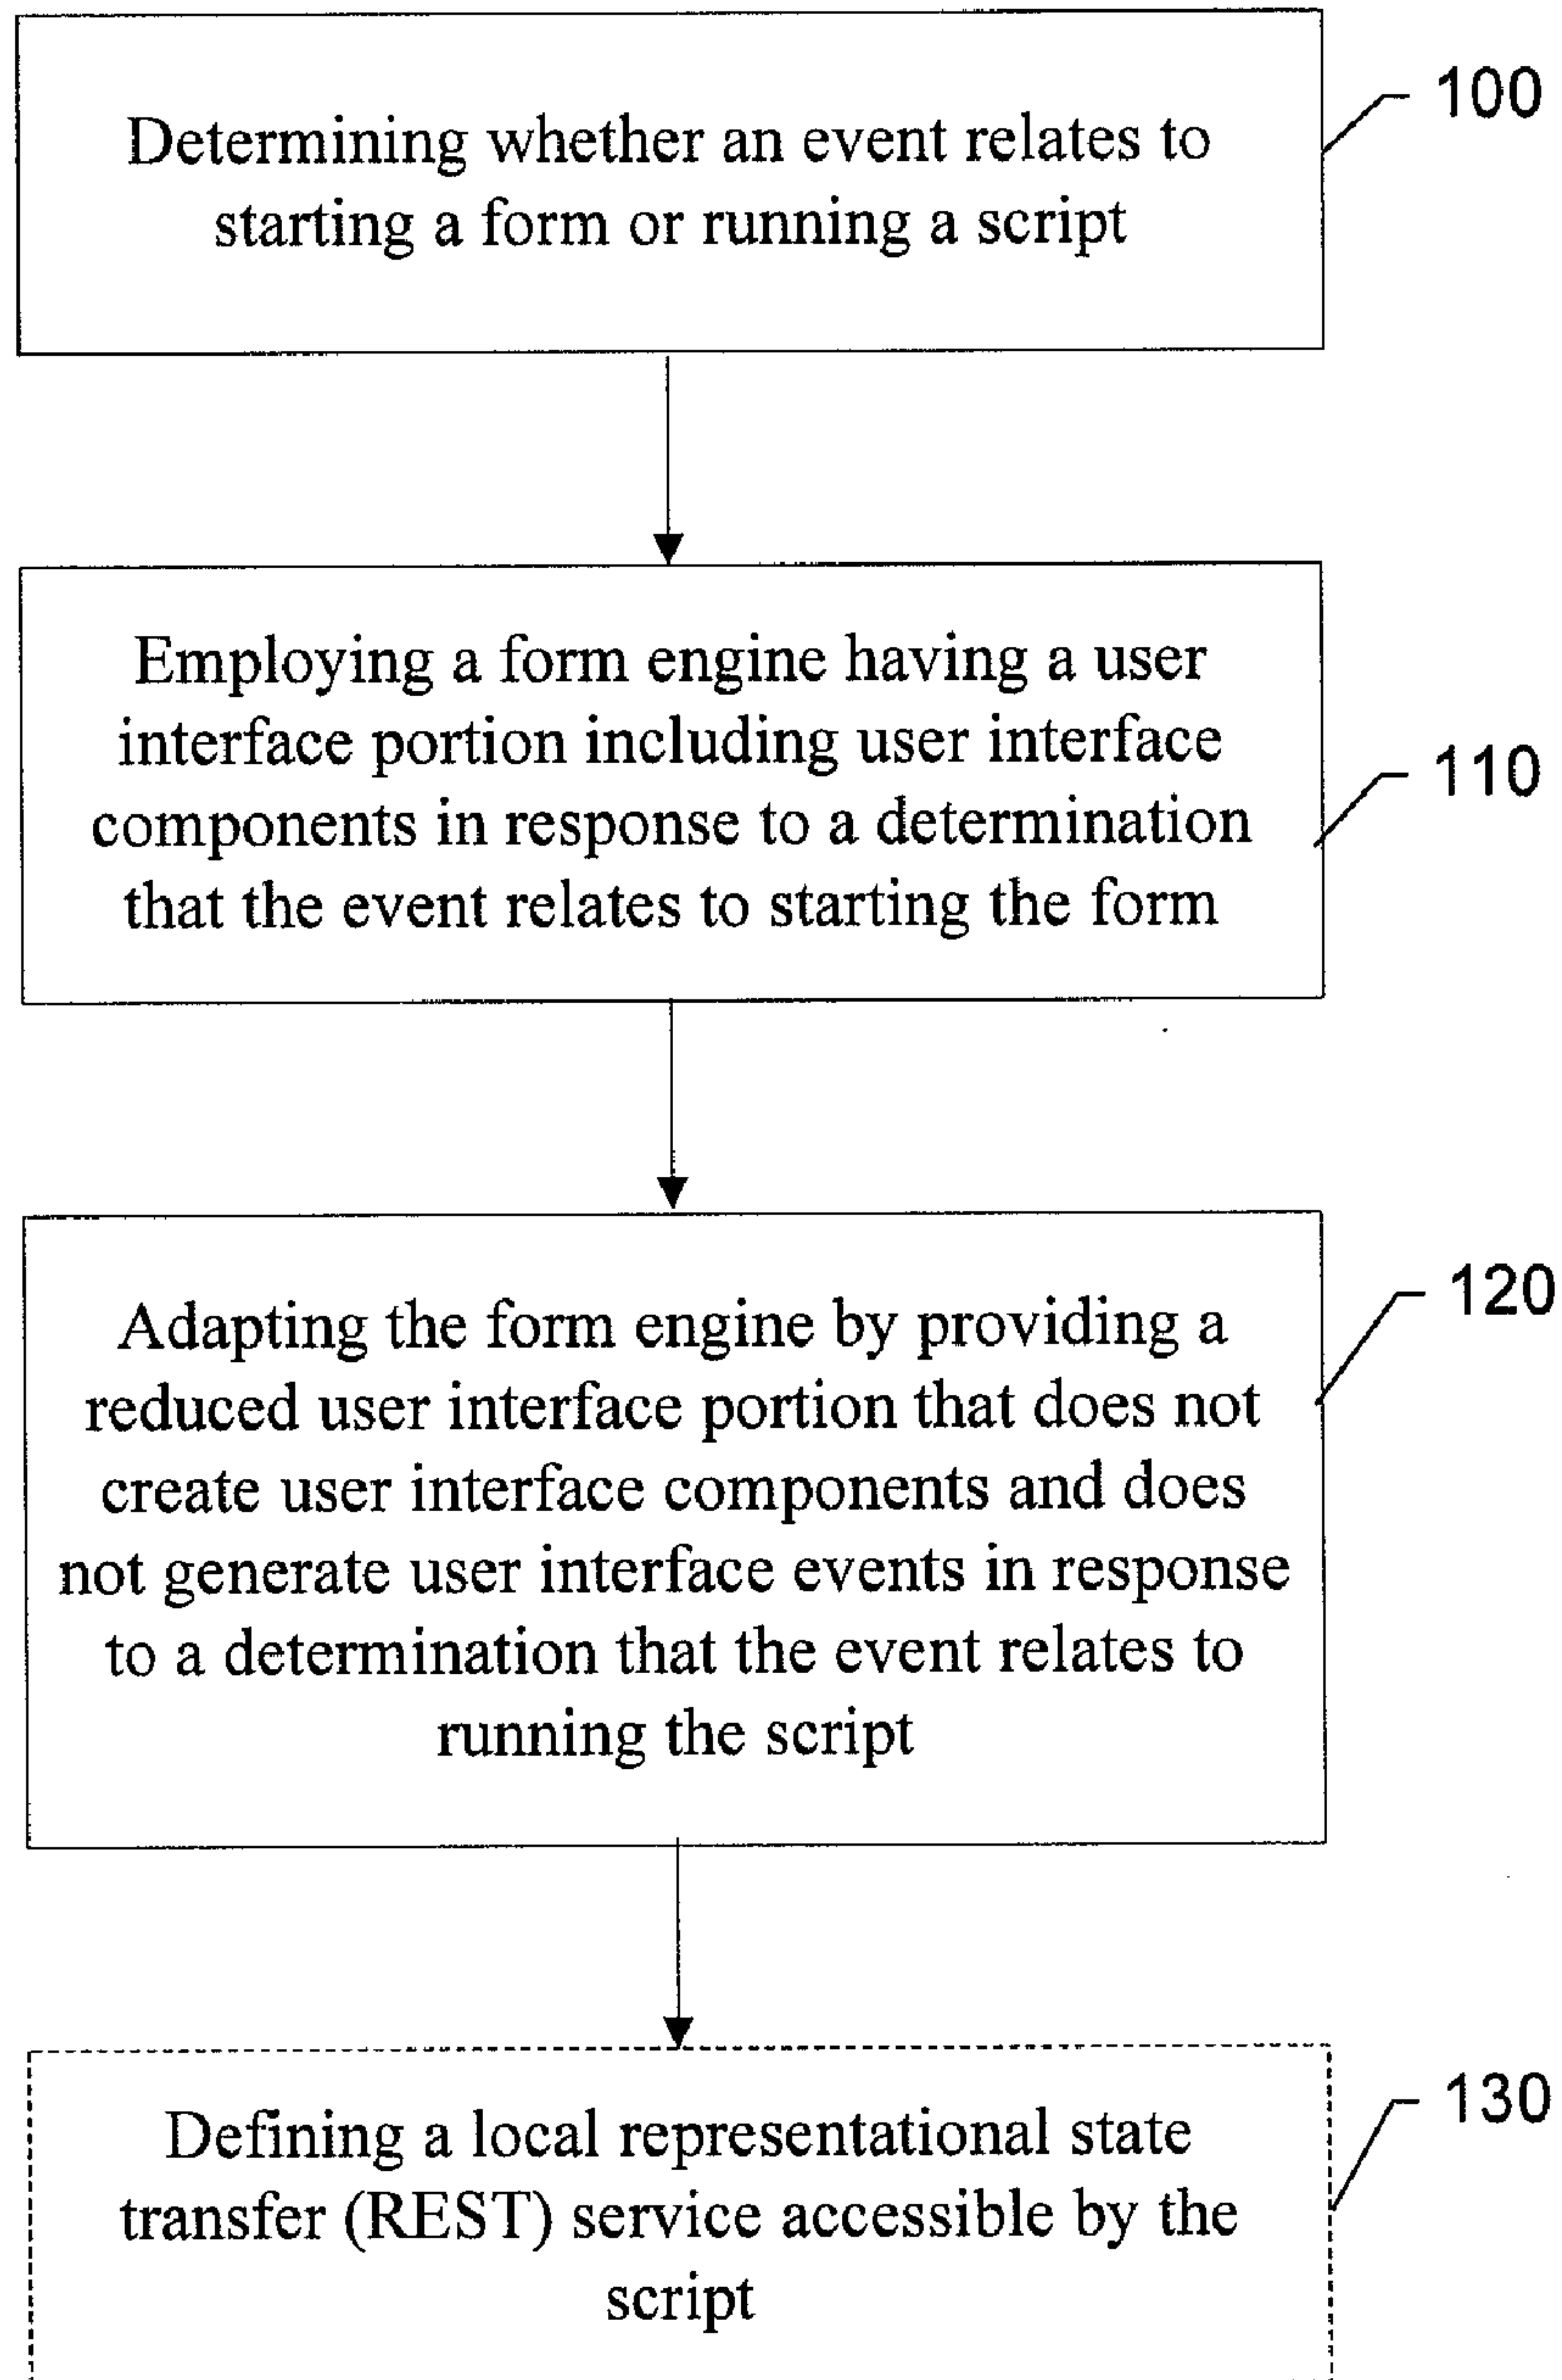 Determining whether an event relates to
starting a form or running a script
100
Employing a form engine having a user
interface portion including user interface
components in response to a determination
that the event relates to starting the form
110
Adapting the form engine by providing a
reduced user interface portion that does not
create user interface components and does
not generate user interface events in response
to a determination that the event relates to
running the script
120
Defining a local representational state
transfer (REST) service accessible by the
script
130